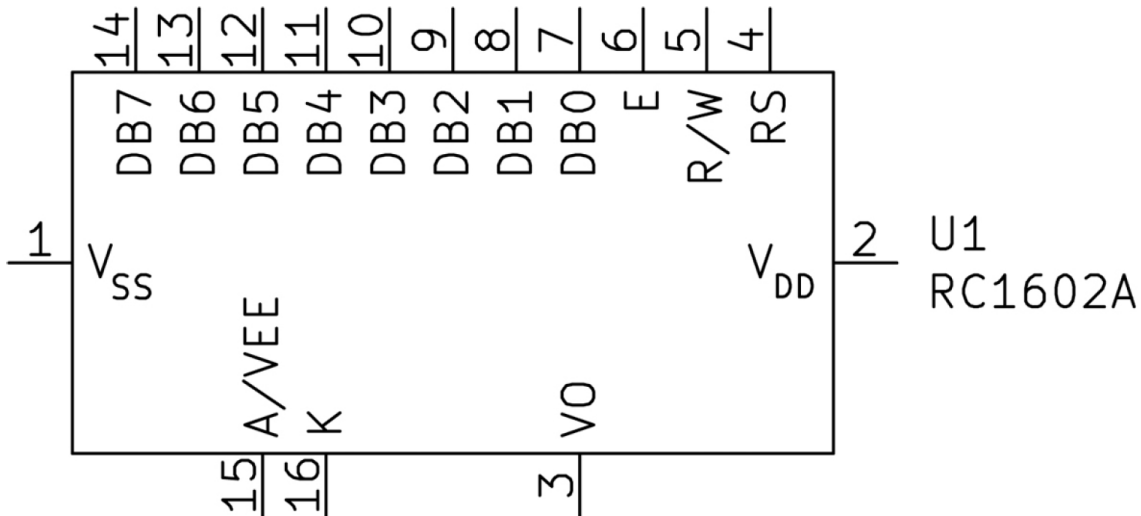 14 13 12 11 10 9 8 7 6 5 4
DB7 DB6 DB5 DB4 DB3 DB2 DB1 DB0 E R/W RS
1 VSS VDD 2 U1
RC1602A
A/VEE K VO
15 16 3